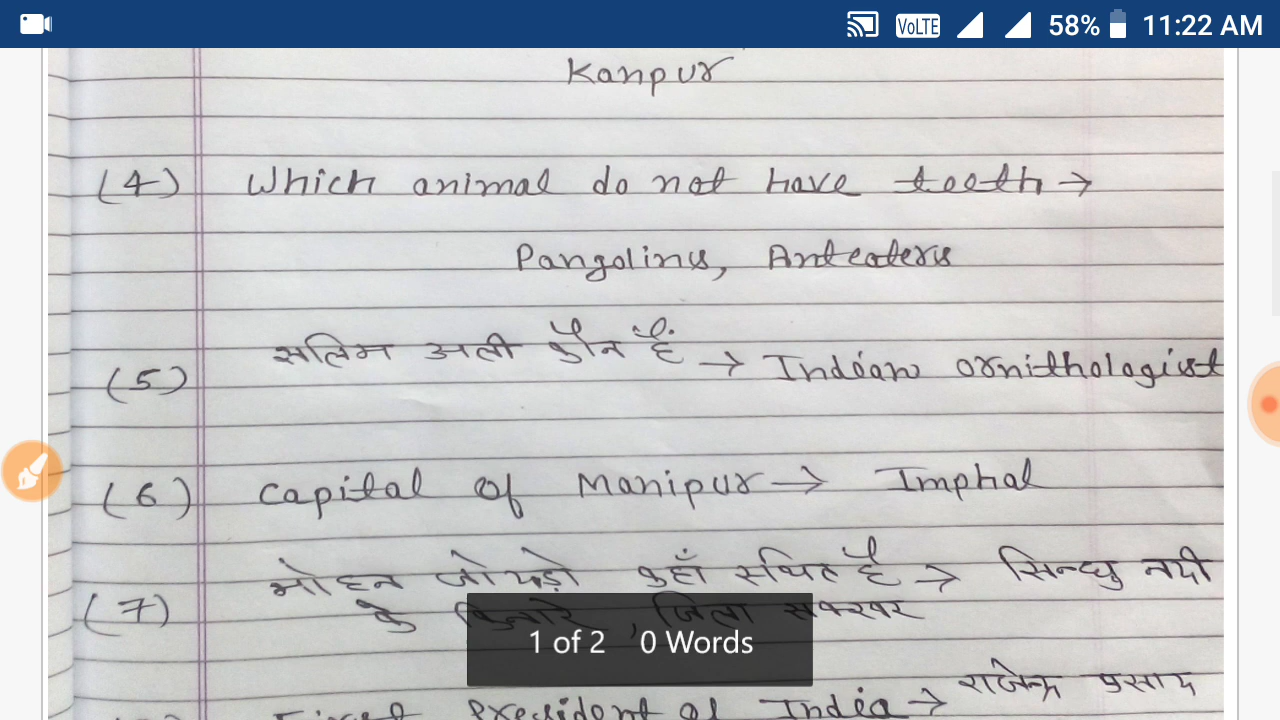 VoLTE 58% 11:22 AM
Kanpur
(4) Which animal do not have teeth →
Pangolins, Anteaters
(5) सलिम अली कौन हैं → Indian ornithologist
(6) Capital of Manipur → Imphal
(7) मोहन जोदड़ो कहाँ स्थित है → सिन्धु नदी
के किनारे, जिला सक्खर
1 of 2 0 Words
First president of India → राजेन्द्र प्रसाद